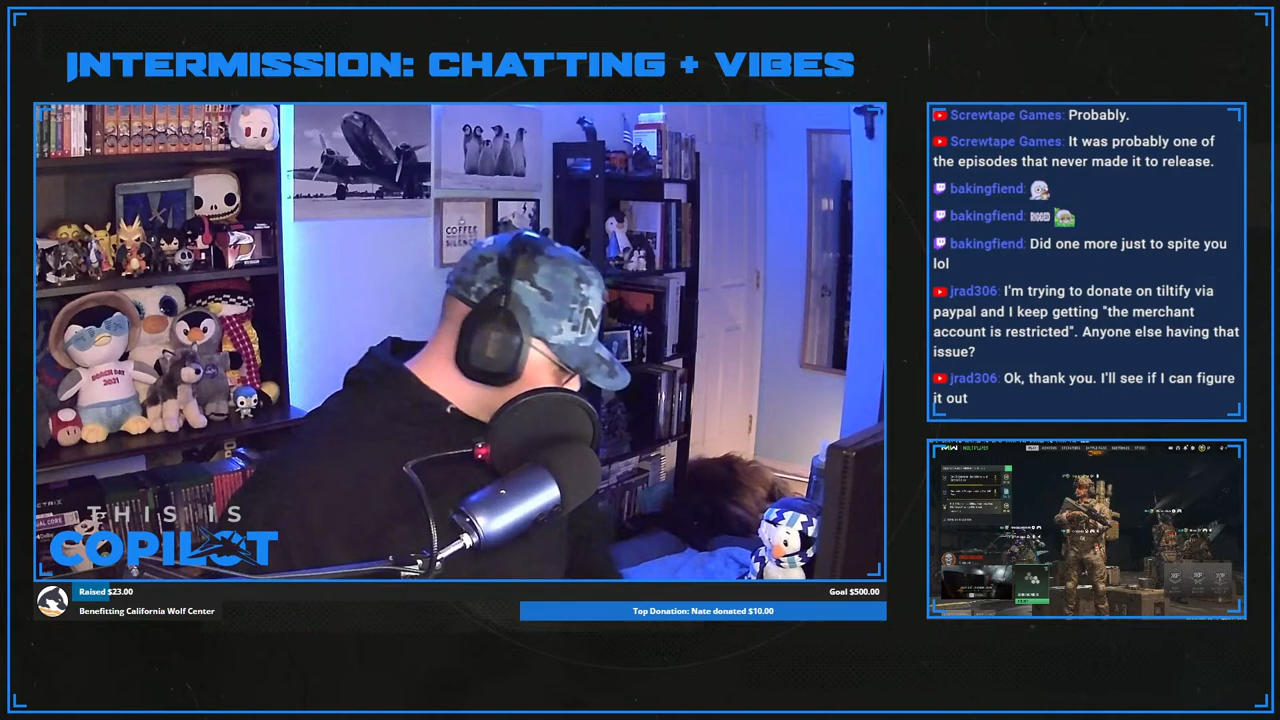 INTERMISSION: CHATTING + VIBES
Screwtape Games: Probably.
Screwtape Games: It was probably one of
the episodes that never made it to release.
bakingfiend:
bakingfiend: RIGGED
bakingfiend: Did one more just to spite you
lol
jrad306: I'm trying to donate on tiltify via
paypal and I keep getting "the merchant
account is restricted". Anyone else having that
issue?
jrad306: Ok, thank you. I'll see if I can figure
it out
COFFEE
SILENCE
BEACH DAY
2021
N
THIS IS
COPILOT
Raised $23.00
Goal $500.00
Benefitting California Wolf Center
Top Donation: Nate donated $10.00